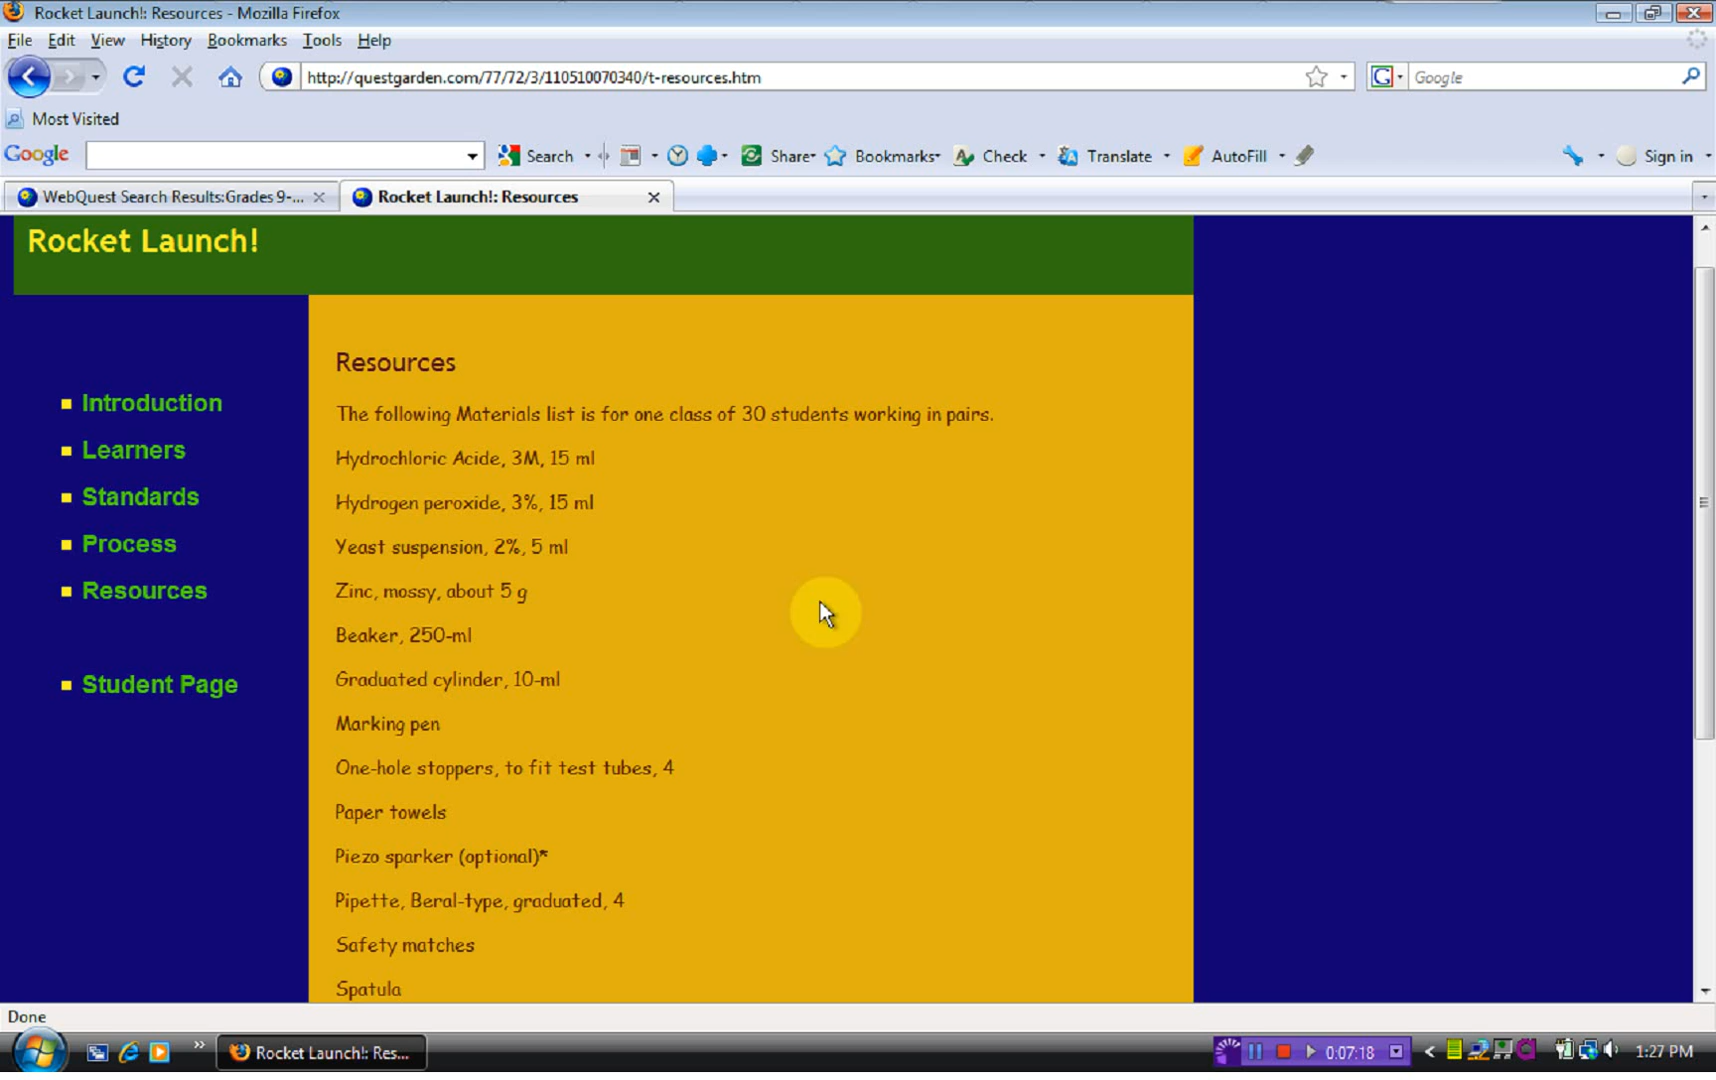 Rocket Launch!: Resources - Mozilla Firefox
File Edit View History Bookmarks Tools Help
http://questgarden.com/77/72/3/110510070340/t-resources.htm
G Google
Most Visited
Google Search Share Bookmarks Check Translate AutoFill Sign in
WebQuest Search Results:Grades 9-... Rocket Launch!: Resources
Rocket Launch!
Introduction
Learners
Standards
Process
Resources
Student Page
Resources
The following Materials list is for one class of 30 students working in pairs.
Hydrochloric Acide, 3M, 15 ml
Hydrogen peroxide, 3%, 15 ml
Yeast suspension, 2%, 5 ml
Zinc, mossy, about 5 g
Beaker, 250-ml
Graduated cylinder, 10-ml
Marking pen
One-hole stoppers, to fit test tubes, 4
Paper towels
Piezo sparker (optional)*
Pipette, Beral-type, graduated, 4
Safety matches
Spatula
Done
Rocket Launch!: Res... 0:07:18 1:27 PM